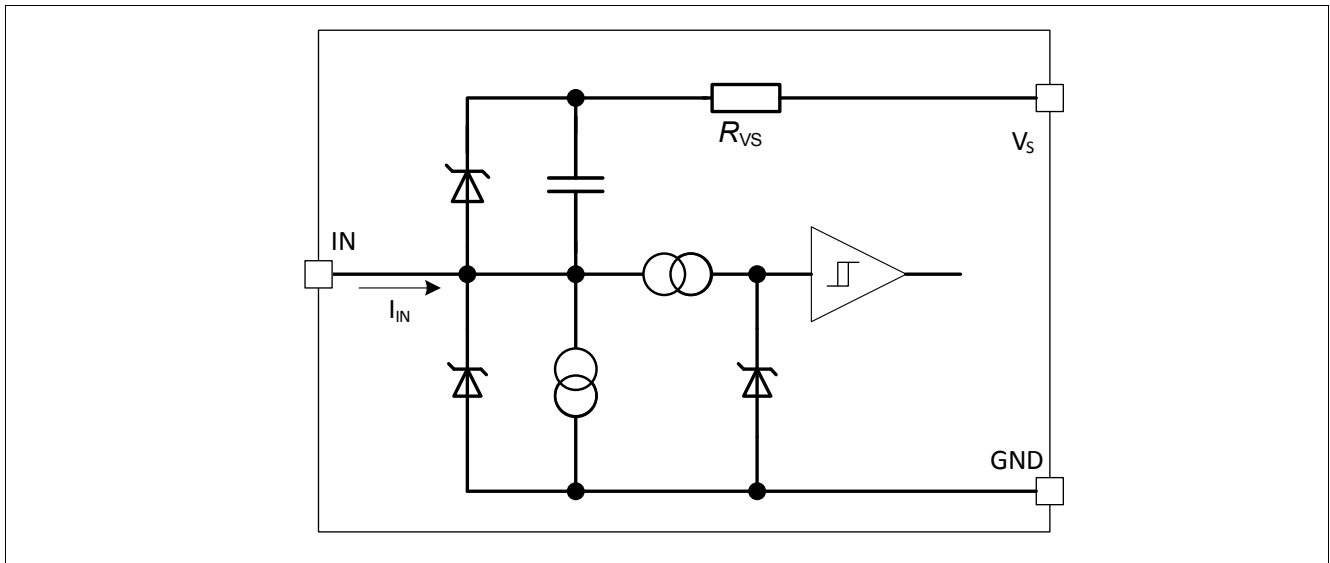 R_VS
V_S
IN
I_IN
GND